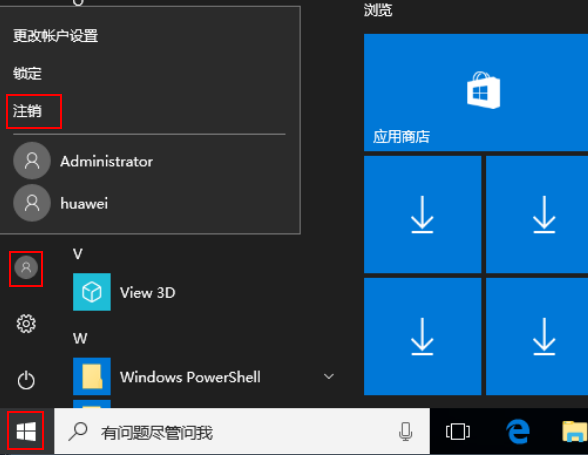 更改帐户设置
锁定
注销
Administrator
huawei
V
View 3D
W
Windows PowerShell
有问题尽管问我
浏览
应用商店